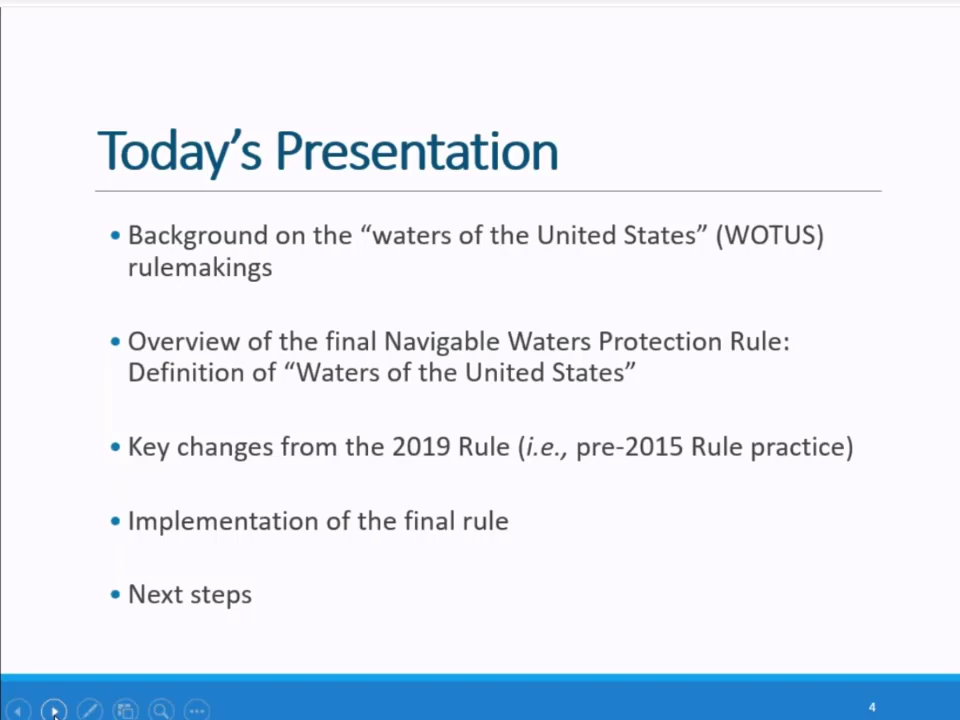 Today’s Presentation
• Background on the “waters of the United States” (WOTUS)
rulemakings
• Overview of the final Navigable Waters Protection Rule:
Definition of “Waters of the United States”
• Key changes from the 2019 Rule (i.e., pre-2015 Rule practice)
• Implementation of the final rule
• Next steps
4